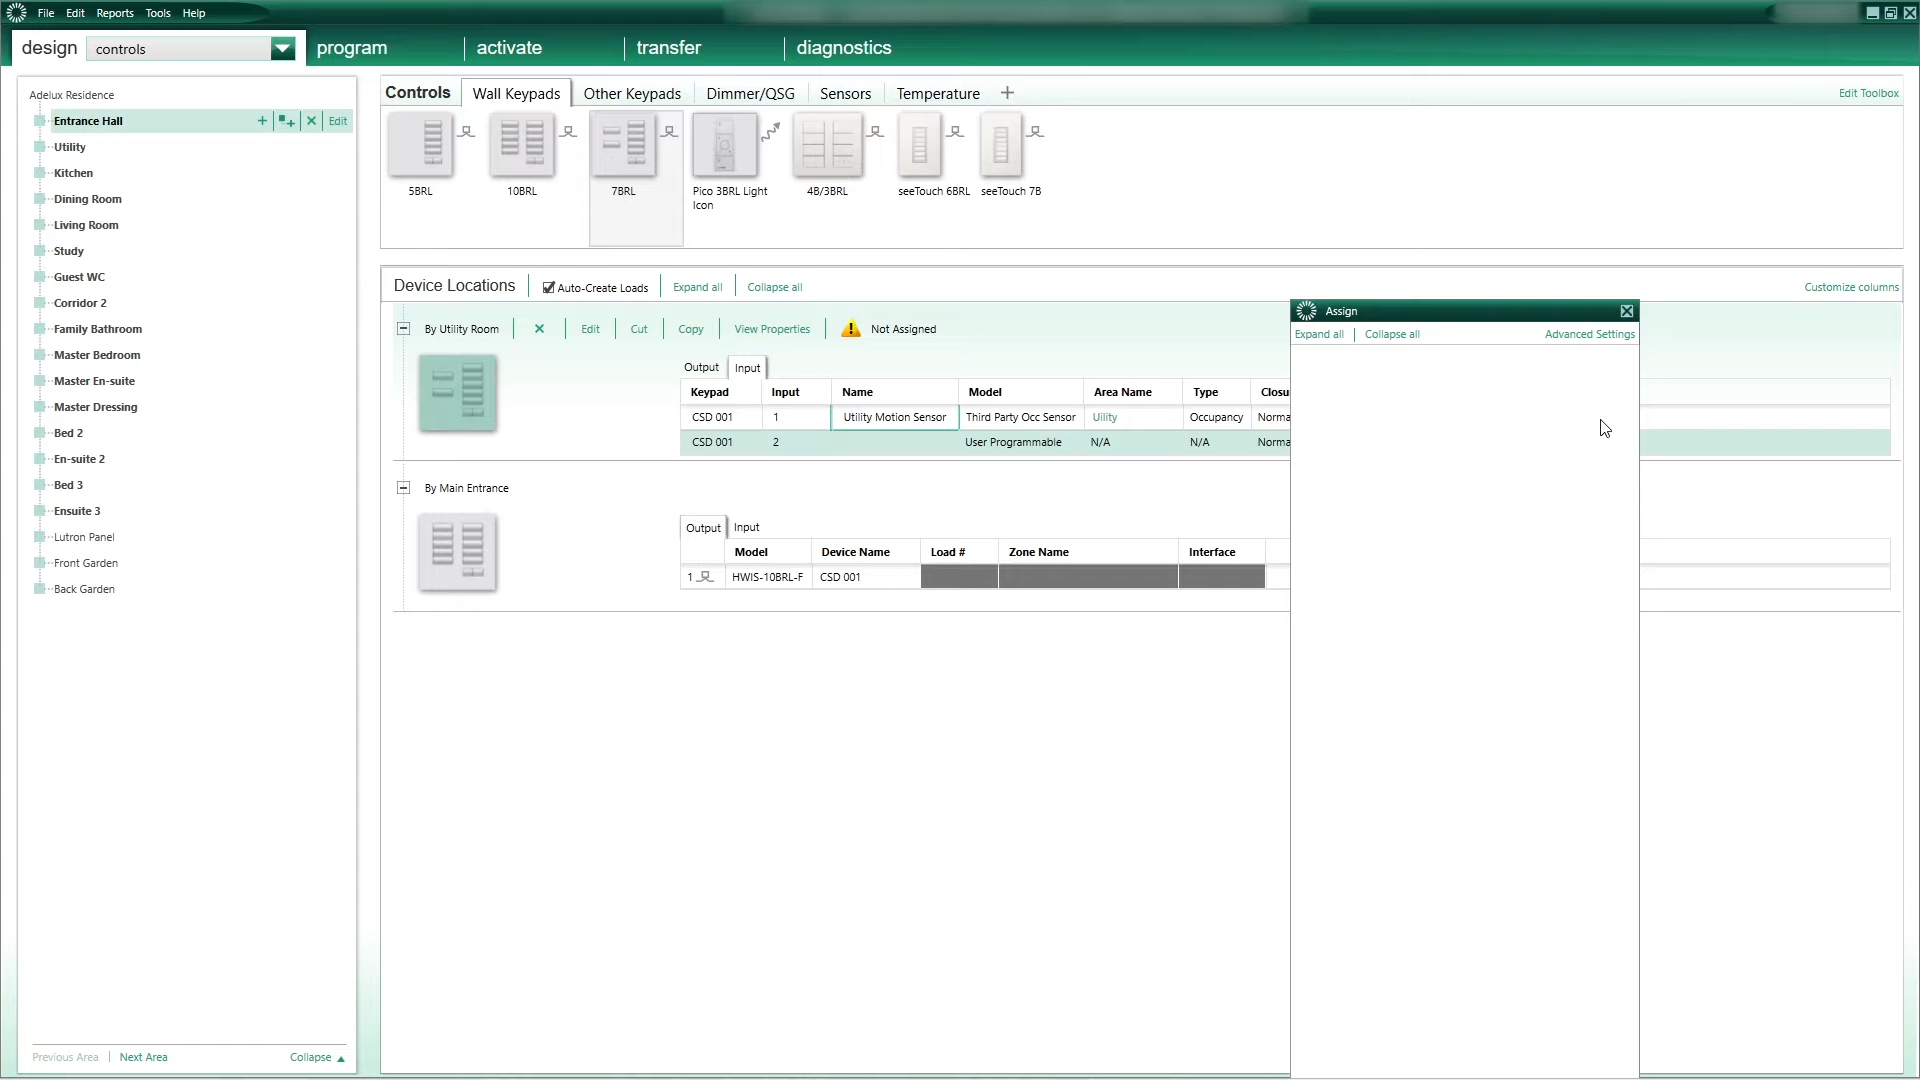 File Edit Reports Tools Help
design controls program activate transfer diagnostics
Adelux Residence
Entrance Hall + × Edit
Utility
Kitchen
Dining Room
Living Room
Study
Guest WC
Corridor 2
Family Bathroom
Master Bedroom
Master En-suite
Master Dressing
Bed 2
En-suite 2
Bed 3
Ensuite 3
Lutron Panel
Front Garden
Back Garden
Previous Area Next Area Collapse
Controls Wall Keypads Other Keypads Dimmer/QSG Sensors Temperature + Edit Toolbox
5BRL 10BRL 7BRL Pico 3BRL Light 4B/3BRL seeTouch 6BRL seeTouch 7B
Icon
Device Locations Auto-Create Loads Expand all Collapse all Customize columns
By Utility Room × Edit Cut Copy View Properties Not Assigned
Output Input
Keypad Input Name Model Area Name Type Closu
CSD 001 1 Utility Motion Sensor Third Party Occ Sensor Uility Occupancy Norma
CSD 001 2 User Programmable N/A N/A Norma
By Main Entrance
Output Input
Model Device Name Load # Zone Name Interface
1 HWIS-10BRL-F CSD 001
Assign
Expand all Collapse all Advanced Settings